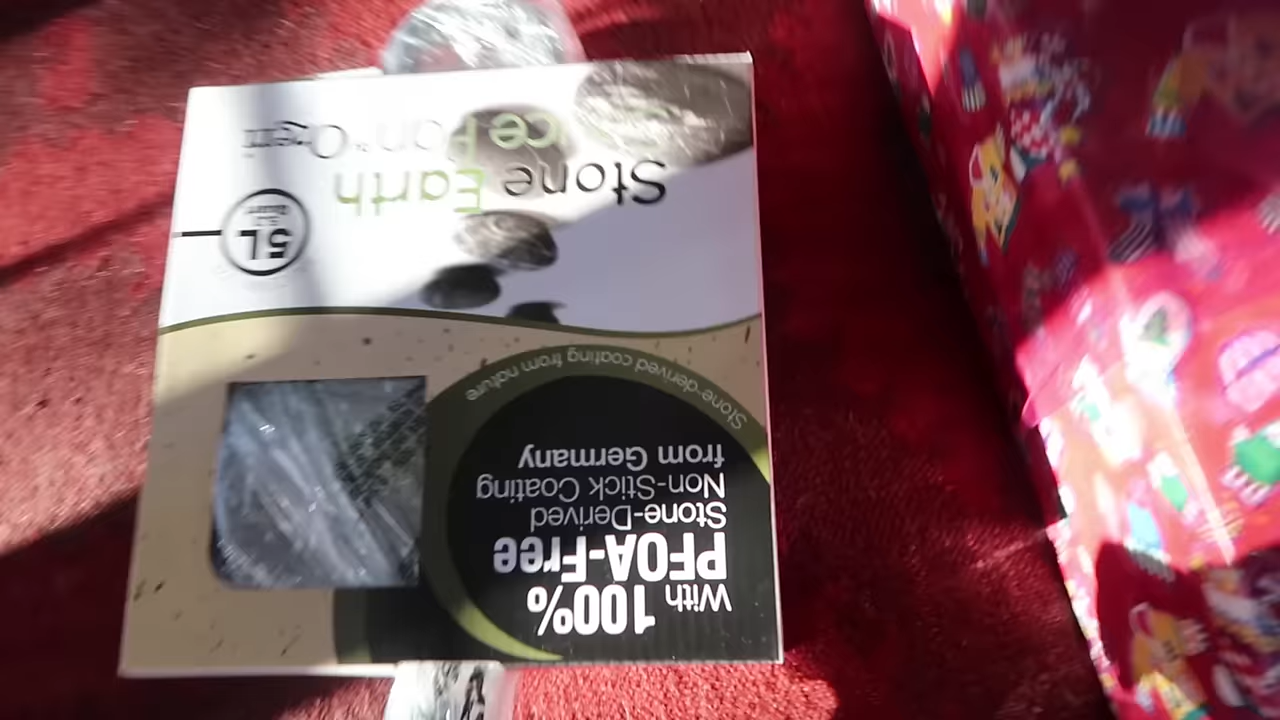 With 100%
PFOA-Free
Stone-Derived
Non-Stick Coating
from Germany
Stone-derived coating from nature
5L
Stone Earth